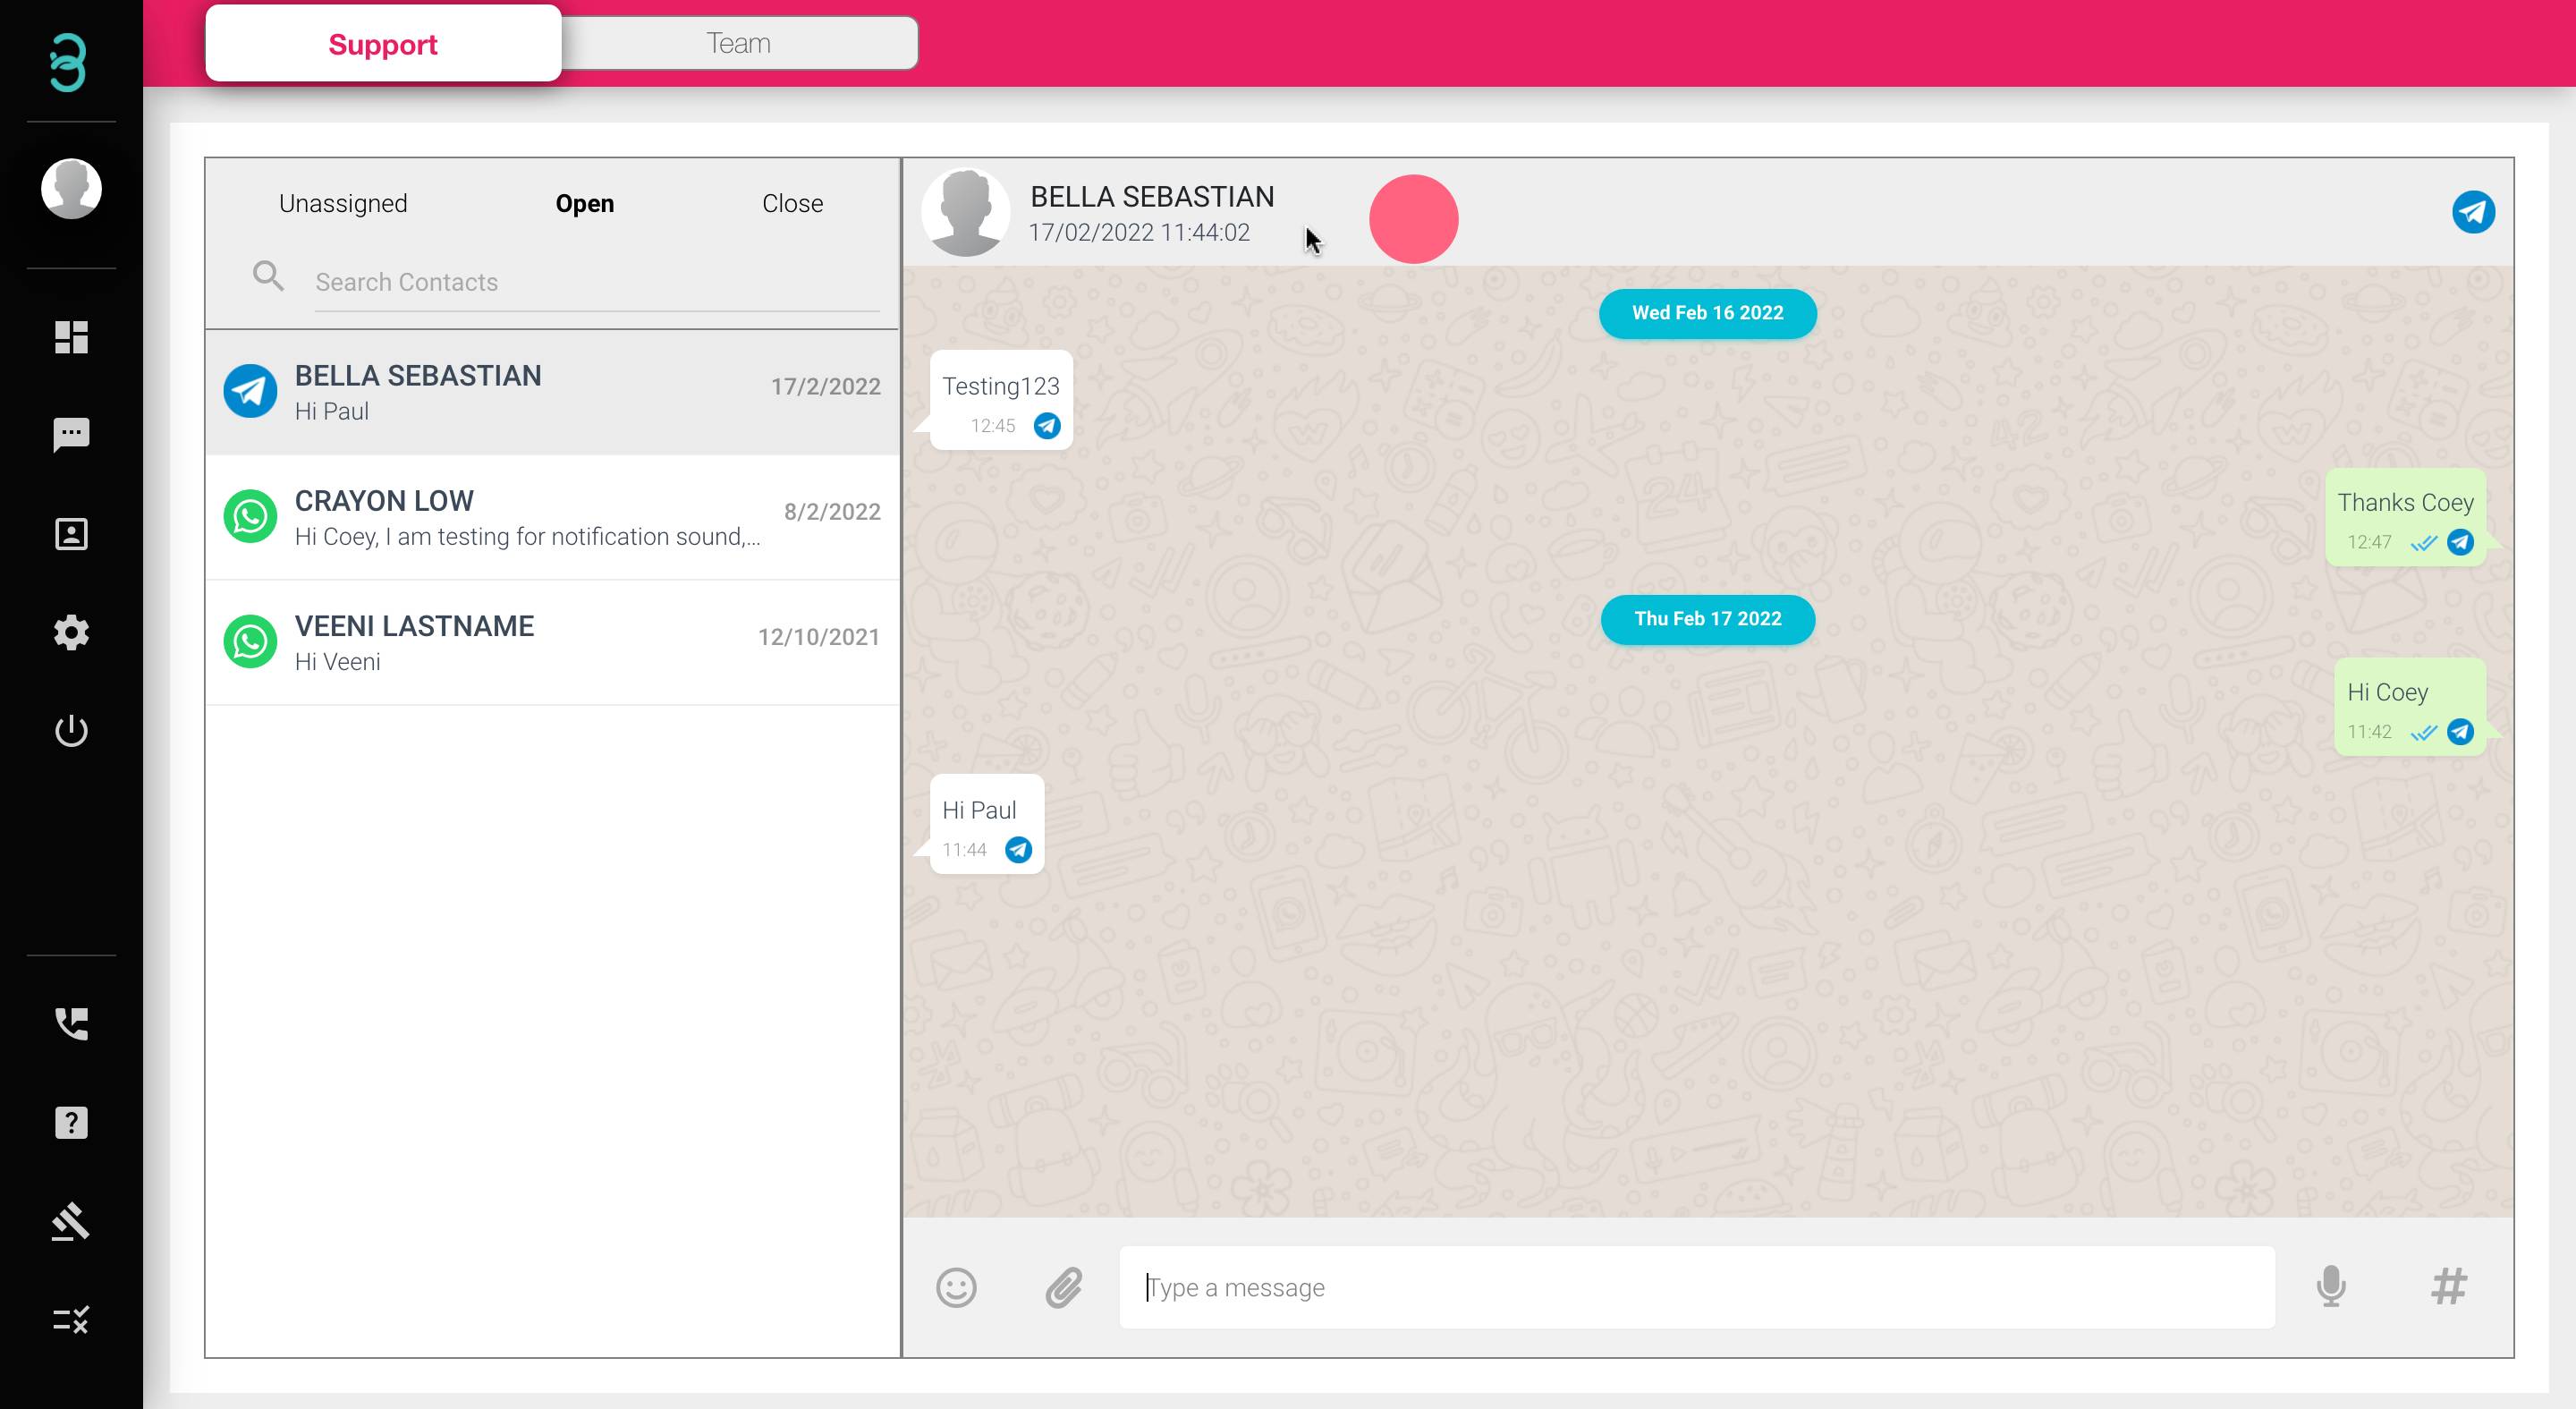 Support
Team
Unassigned
Open
Close
Search Contacts
BELLA SEBASTIAN
17/2/2022
Hi Paul
CRAYON LOW
8/2/2022
Hi Coey, I am testing for notification sound,...
VEENI LASTNAME
12/10/2021
Hi Veeni
BELLA SEBASTIAN
17/02/2022 11:44:02
Wed Feb 16 2022
Testing123
12:45
Thanks Coey
12:47
Thu Feb 17 2022
Hi Coey
11:42
Hi Paul
11:44
Type a message